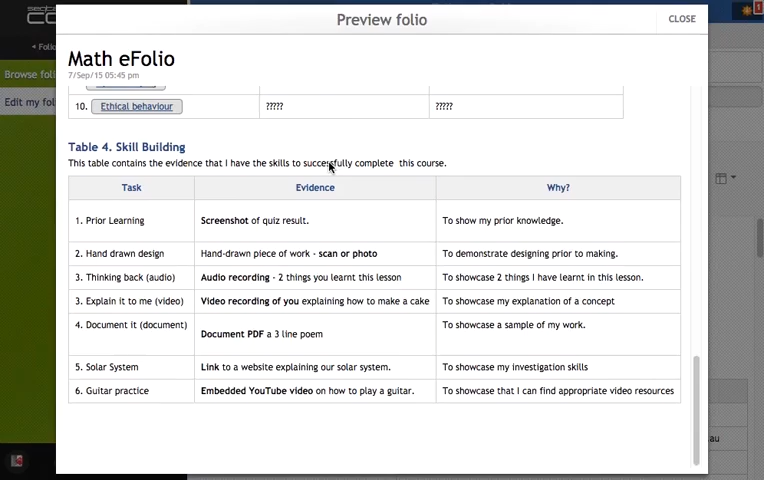 Preview folio
CLOSE
Math eFolio
7/Sep/15 05:45 pm
10. Ethical behaviour ????? ?????
Table 4. Skill Building
This table contains the evidence that I have the skills to successfully complete this course.
Task Evidence Why?
1. Prior Learning Screenshot of quiz result. To show my prior knowledge.
2. Hand drawn design Hand-drawn piece of work - scan or photo To demonstrate designing prior to making.
3. Thinking back (audio) Audio recording - 2 things you learnt this lesson To showcase 2 things I have learnt in this lesson.
3. Explain it to me (video) Video recording of you explaining how to make a cake To showcase my explanation of a concept
4. Document it (document) Document PDF a 3 line poem To showcase a sample of my work.
5. Solar System Link to a website explaining our solar system. To showcase my investigation skills
6. Guitar practice Embedded YouTube video on how to play a guitar. To showcase that I can find appropriate video resources
Browse
Edit my
au
1